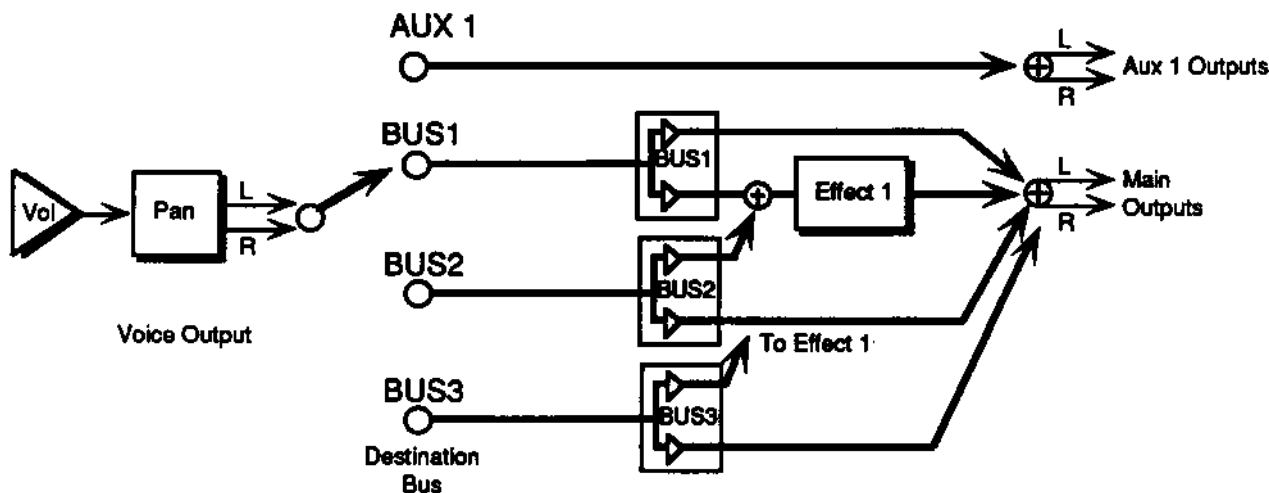 AUX 1
L
R
Aux 1 Outputs
BUS1
BUS1
Effect 1
L
R
Main
Outputs
Vol
Pan
L
R
BUS2
BUS2
Voice Output
To Effect 1
BUS3
BUS3
Destination
Bus